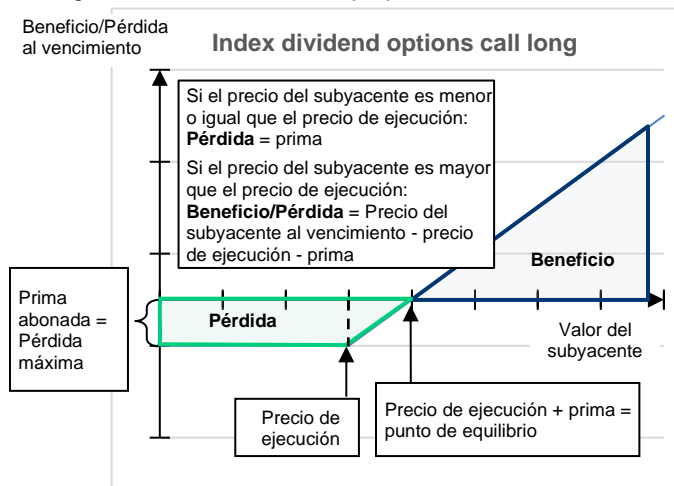 Beneficio/Pérdida
al vencimiento
Index dividend options call long
Si el precio del subyacente es menor
o igual que el precio de ejecución:
Pérdida = prima
Si el precio del subyacente es mayor
que el precio de ejecución:
Beneficio/Pérdida = Precio del
subyacente al vencimiento - precio
de ejecución - prima
Beneficio
Prima
abonada =
Pérdida
máxima
Pérdida
Valor del
subyacente
Precio de
ejecución
Precio de ejecución + prima =
punto de equilibrio